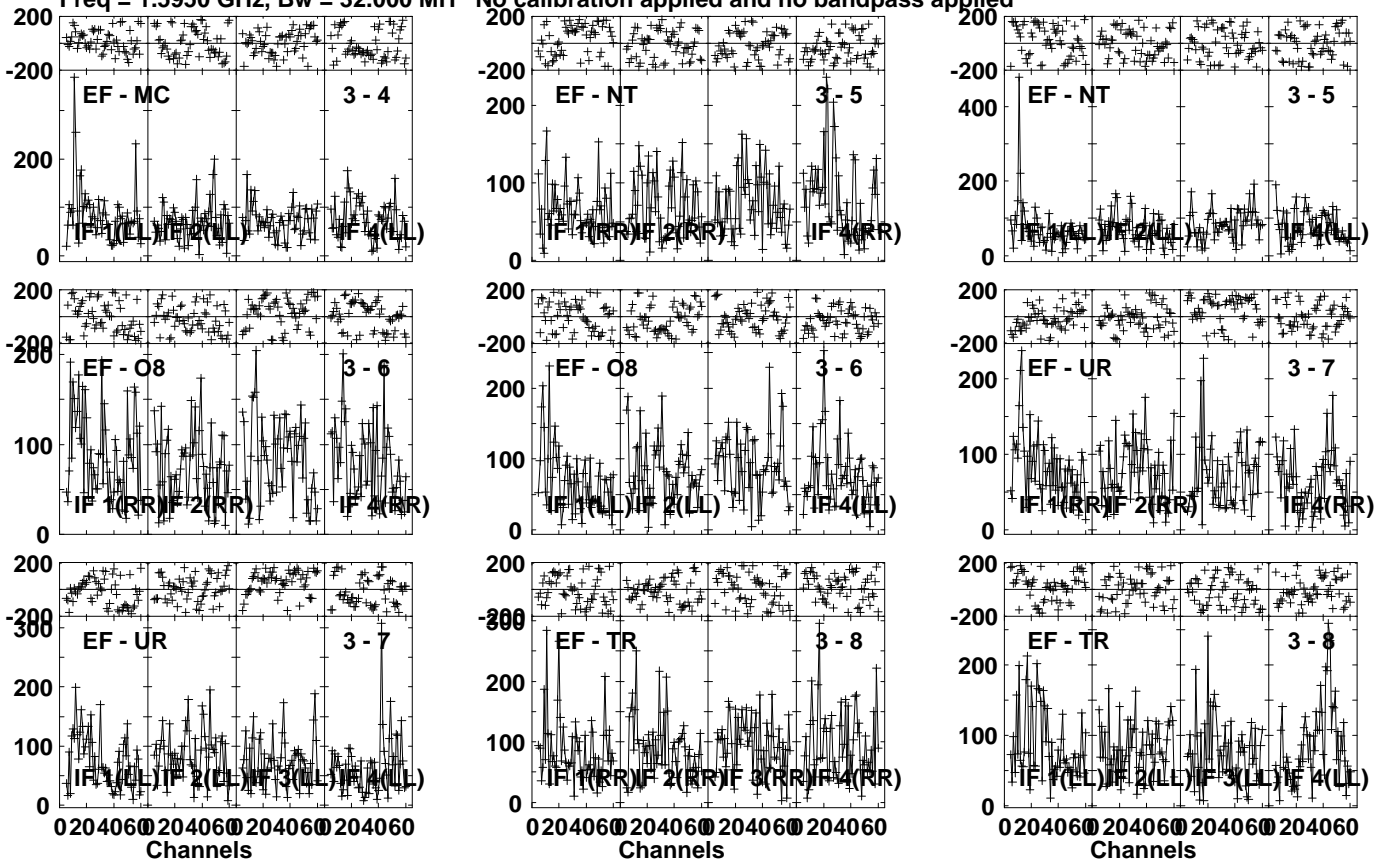 Freq = 1.5950 GHz, Bw = 32.000 MH No calibration applied and no bandpass applied
200
-200
EF - MC 3 - 4
200
0
IF 1(LL) IF 2(LL) IF 4(LL)
200
-200
EF - NT 3 - 5
200
100
0
IF 1(RR) IF 2(RR) IF 4(RR)
200
-200
EF - NT 3 - 5
400
200
0
IF 1(LL) IF 2(LL) IF 4(LL)
200
-200
200
EF - O8 3 - 6
100
0
IF 1(RR) IF 2(RR) IF 4(RR)
200
-200
EF - O8 3 - 6
200
100
0
IF 1(LL) IF 2(LL) IF 4(LL)
200
-200
EF - UR 3 - 7
200
100
0
IF 1(RR) IF 2(RR) IF 4(RR)
200
-200
300
EF - UR 3 - 7
200
100
0
IF 1(LL) IF 2(LL) IF 3(LL) IF 4(LL)
0 20 40 60 0 20 40 60 0 20 40 60 0 20 40 60
Channels
200
-200
300
EF - TR 3 - 8
200
100
0
IF 1(RR) IF 2(RR) IF 3(RR) IF 4(RR)
0 20 40 60 0 20 40 60 0 20 40 60 0 20 40 60
Channels
200
-200
EF - TR 3 - 8
200
100
0
IF 1(LL) IF 2(LL) IF 3(LL) IF 4(LL)
0 20 40 60 0 20 40 60 0 20 40 60 0 20 40 60
Channels